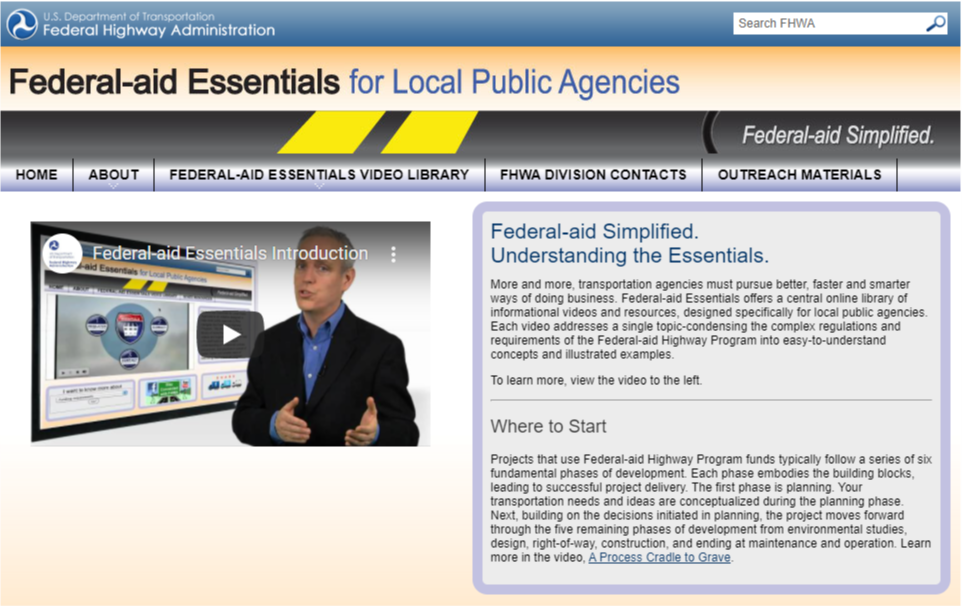 U.S. Department of Transportation
Federal Highway Administration
Search FHWA
Federal-aid Essentials for Local Public Agencies
Federal-aid Simplified.
HOME ABOUT FEDERAL-AID ESSENTIALS VIDEO LIBRARY FHWA DIVISION CONTACTS OUTREACH MATERIALS
Federal-aid Essentials Introduction
-aid Essentials for Local Public Agencies
I want to know more about
Federal-aid Simplified.
Understanding the Essentials.
More and more, transportation agencies must pursue better, faster and smarter
ways of doing business. Federal-aid Essentials offers a central online library of
informational videos and resources, designed specifically for local public agencies.
Each video addresses a single topic-condensing the complex regulations and
requirements of the Federal-aid Highway Program into easy-to-understand
concepts and illustrated examples.
To learn more, view the video to the left.
Where to Start
Projects that use Federal-aid Highway Program funds typically follow a series of six
fundamental phases of development. Each phase embodies the building blocks,
leading to successful project delivery. The first phase is planning. Your
transportation needs and ideas are conceptualized during the planning phase.
Next, building on the decisions initiated in planning, the project moves forward
through the five remaining phases of development from environmental studies,
design, right-of-way, construction, and ending at maintenance and operation. Learn
more in the video, A Process Cradle to Grave.